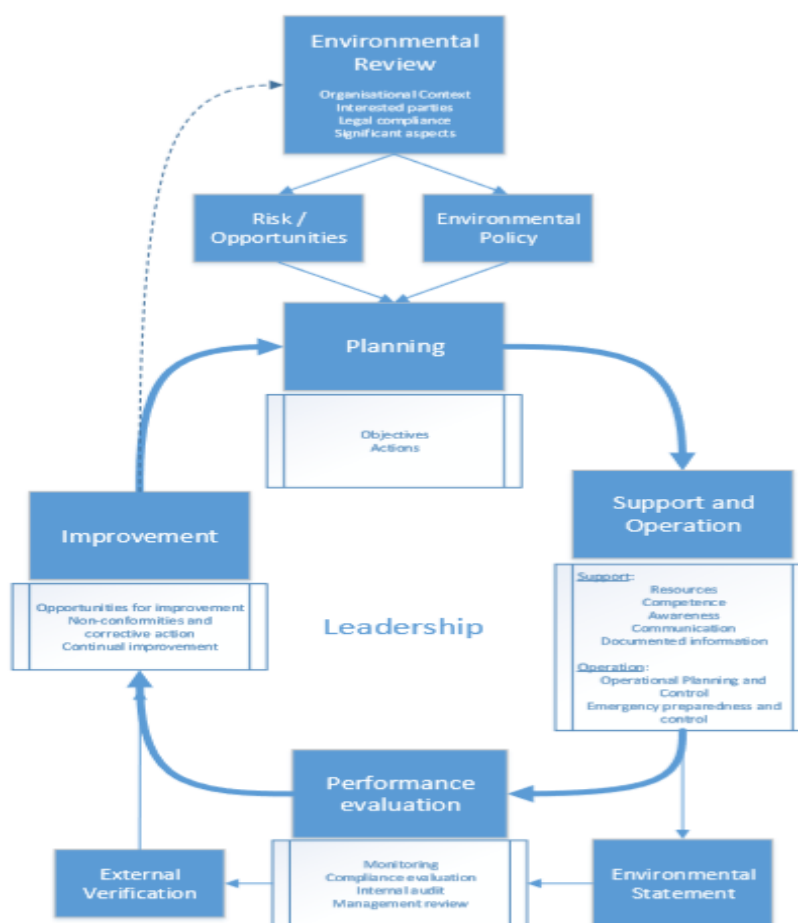 Environmental
Review
Organisational Context
Interested parties
Legal compliance
Significant aspects
Risk /
Opportunities
Environmental
Policy
Planning
Objectives
Actions
Support and
Operation
Support:
Resources
Competence
Awareness
Communication
Documented information
Operation:
Operational Planning and
Control
Emergency preparedness and
control
Improvement
Opportunities for improvement
Non-conformities and
corrective action
Continual improvement
Leadership
Performance
evaluation
Monitoring
Compliance evaluation
Internal audit
Management review
External
Verification
Environmental
Statement